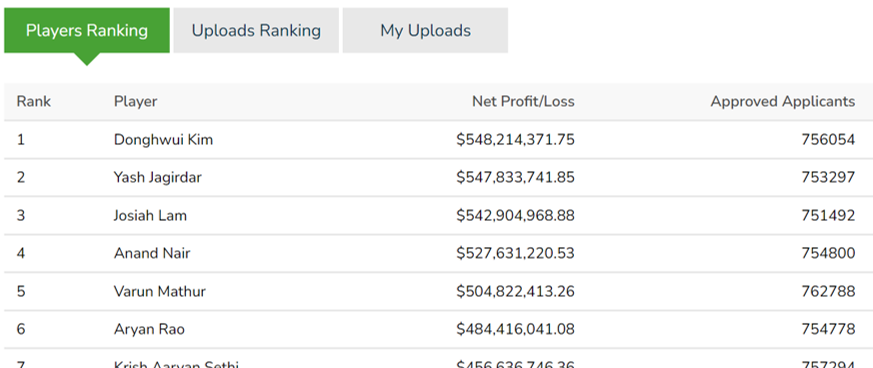 Players Ranking Uploads Ranking My Uploads
Rank Player Net Profit/Loss Approved Applicants
1 Donghwui Kim $548,214,371.75 756054
2 Yash Jagirdar $547,833,741.85 753297
3 Josiah Lam $542,904,968.88 751492
4 Anand Nair $527,631,220.53 754800
5 Varun Mathur $504,822,413.26 762788
6 Aryan Rao $484,416,041.08 754778
7 Krish Aaryan Sethi $456,636,746.36 757294